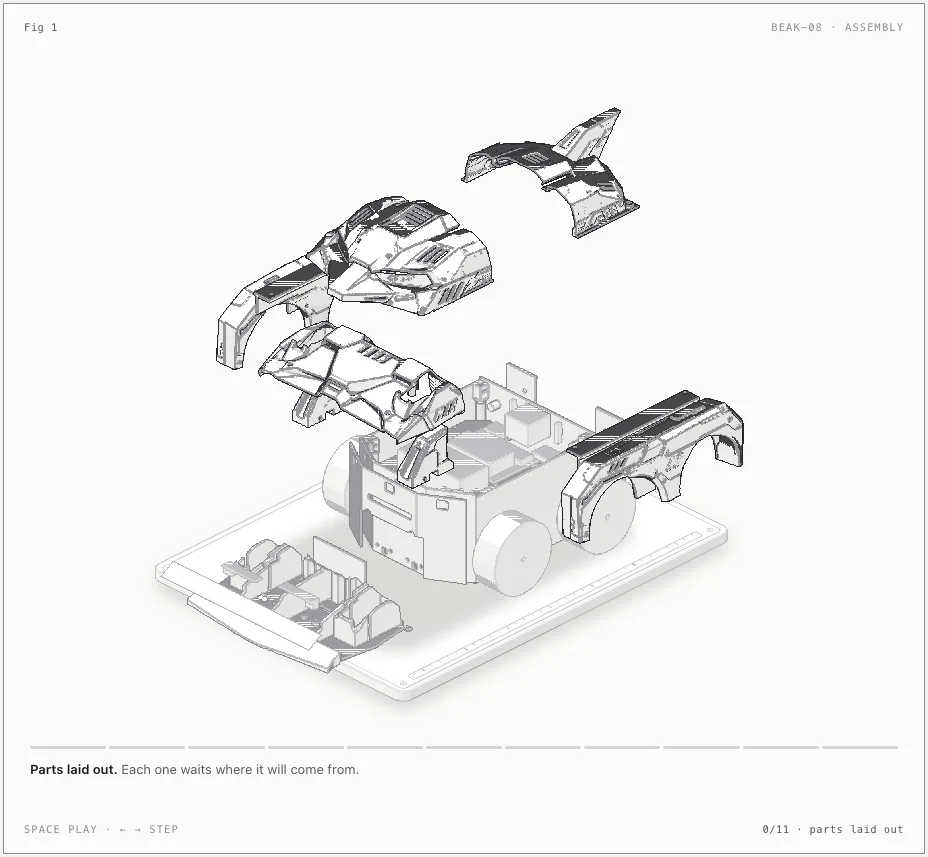 Fig 1
BEAK-08 · ASSEMBLY
Parts laid out. Each one waits where it will come from.
SPACE PLAY · ← → STEP
0/11 · parts laid out